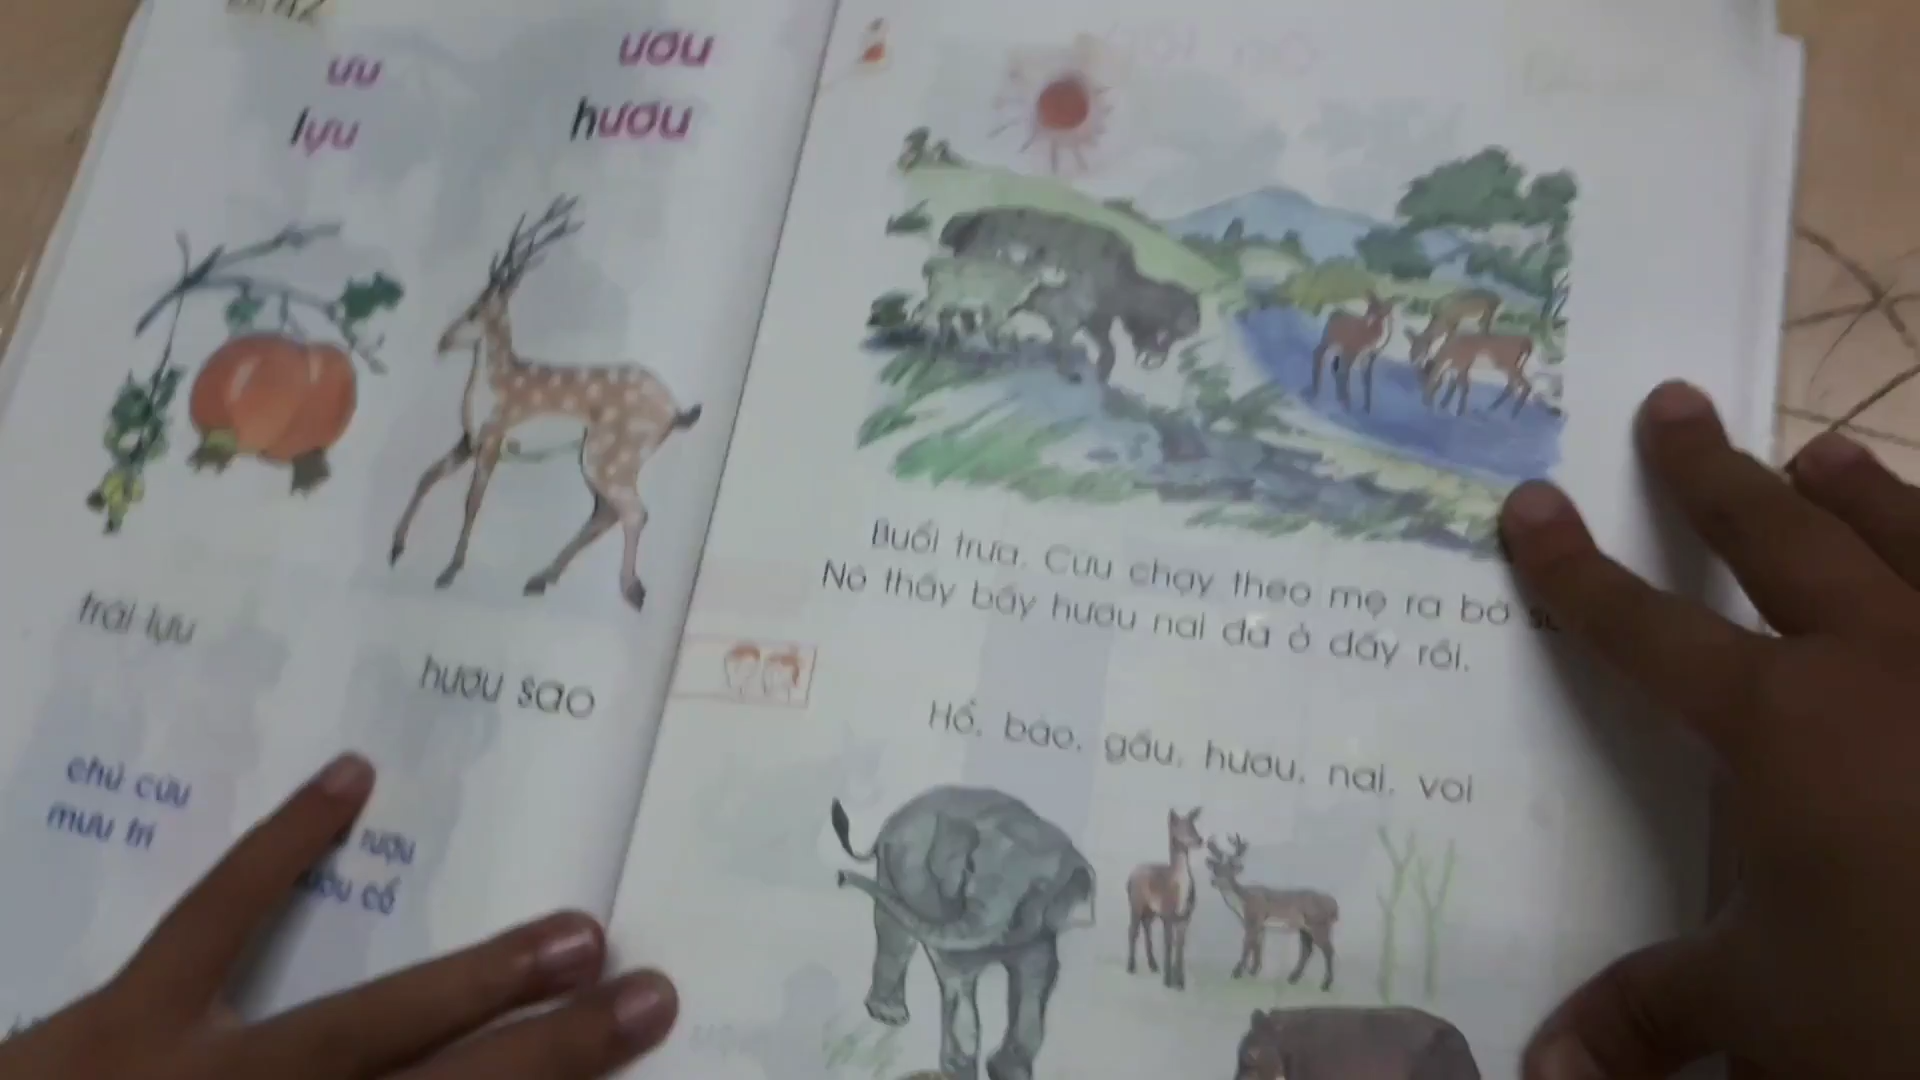 ưu
ươu
lựu
hươu
trái lựu
hươu sao
chú cừu
mưu trí
rượu
cổ
Buổi trưa, Cừu chạy theo mẹ ra bờ
Nó thấy bầy hươu nai đã ở đấy rồi.
Hổ, báo, gấu, hươu, nai, voi